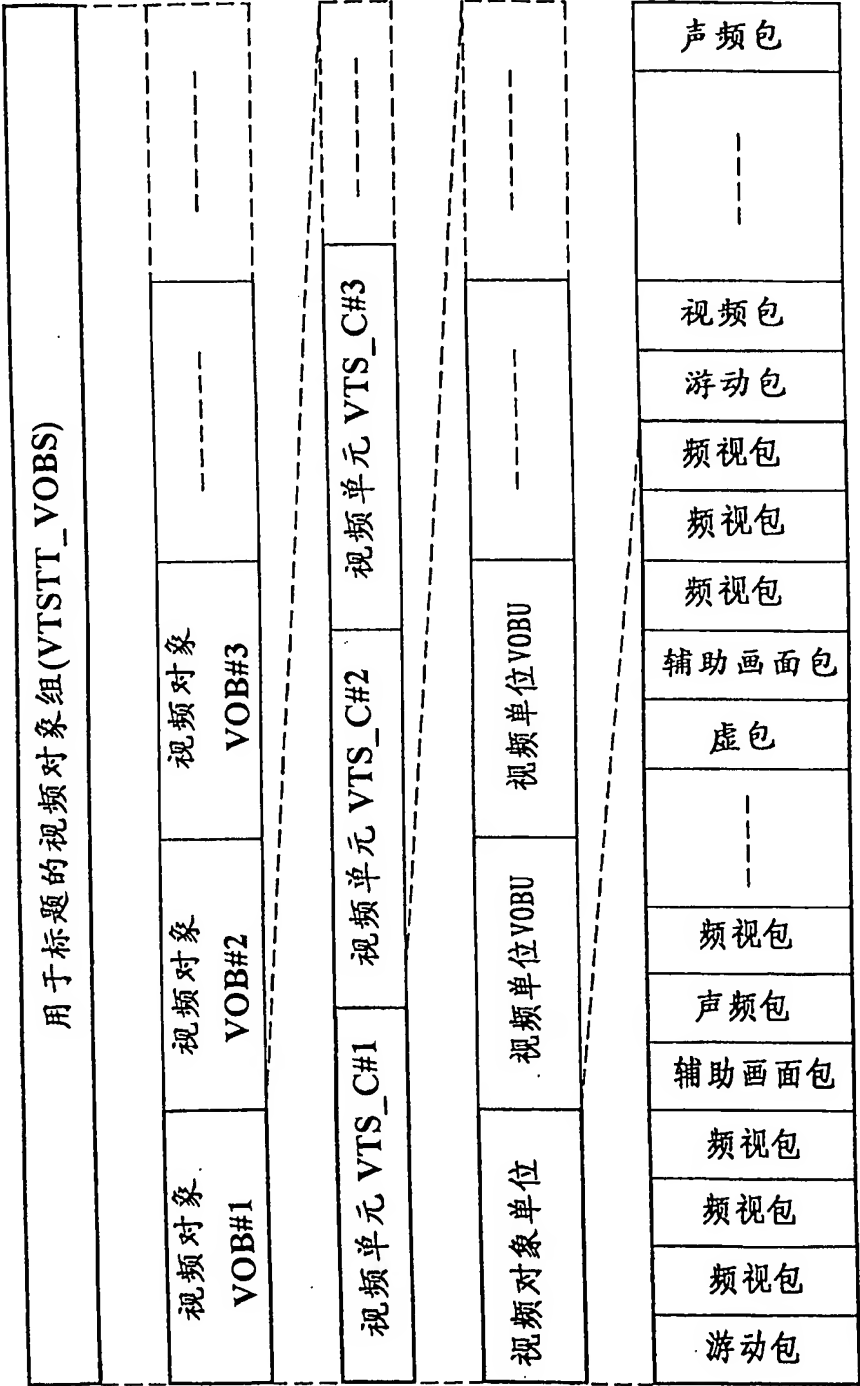 用于标题的视频对象组(VTSTT_VOBS)
视频对象
VOB#1
视频对象
VOB#2
视频对象
VOB#3
视频单元 VTS_C#1
视频单元 VTS_C#2
视频单元 VTS_C#3
视频对象单位
视频单位VOBU
视频单位VOBU
声频包
视频包
游动包
频视包
频视包
频视包
辅助画面包
虚包
频视包
声频包
辅助画面包
频视包
频视包
频视包
游动包